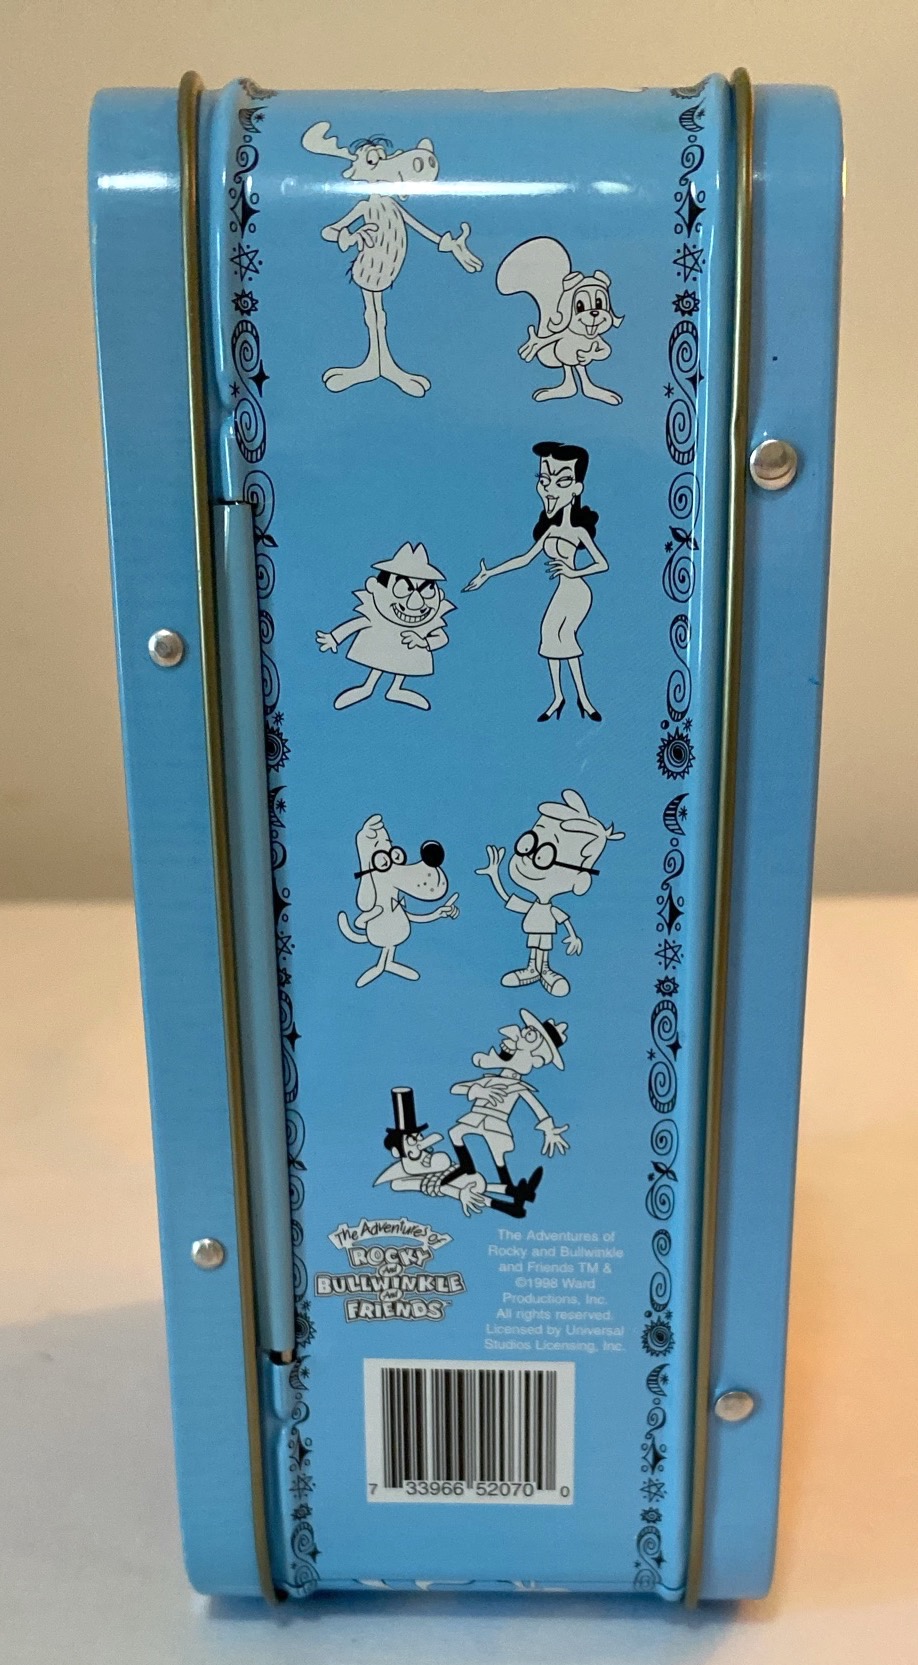 The Adventures of
ROCKY
AND
BULLWINKLE
AND
FRIENDS™
The Adventures of
Rocky and Bullwinkle
and Friends TM &
©1998 Ward
Productions, Inc.
All rights reserved.
Licensed by Universal
Studios Licensing, Inc.
7 33966 52070 0